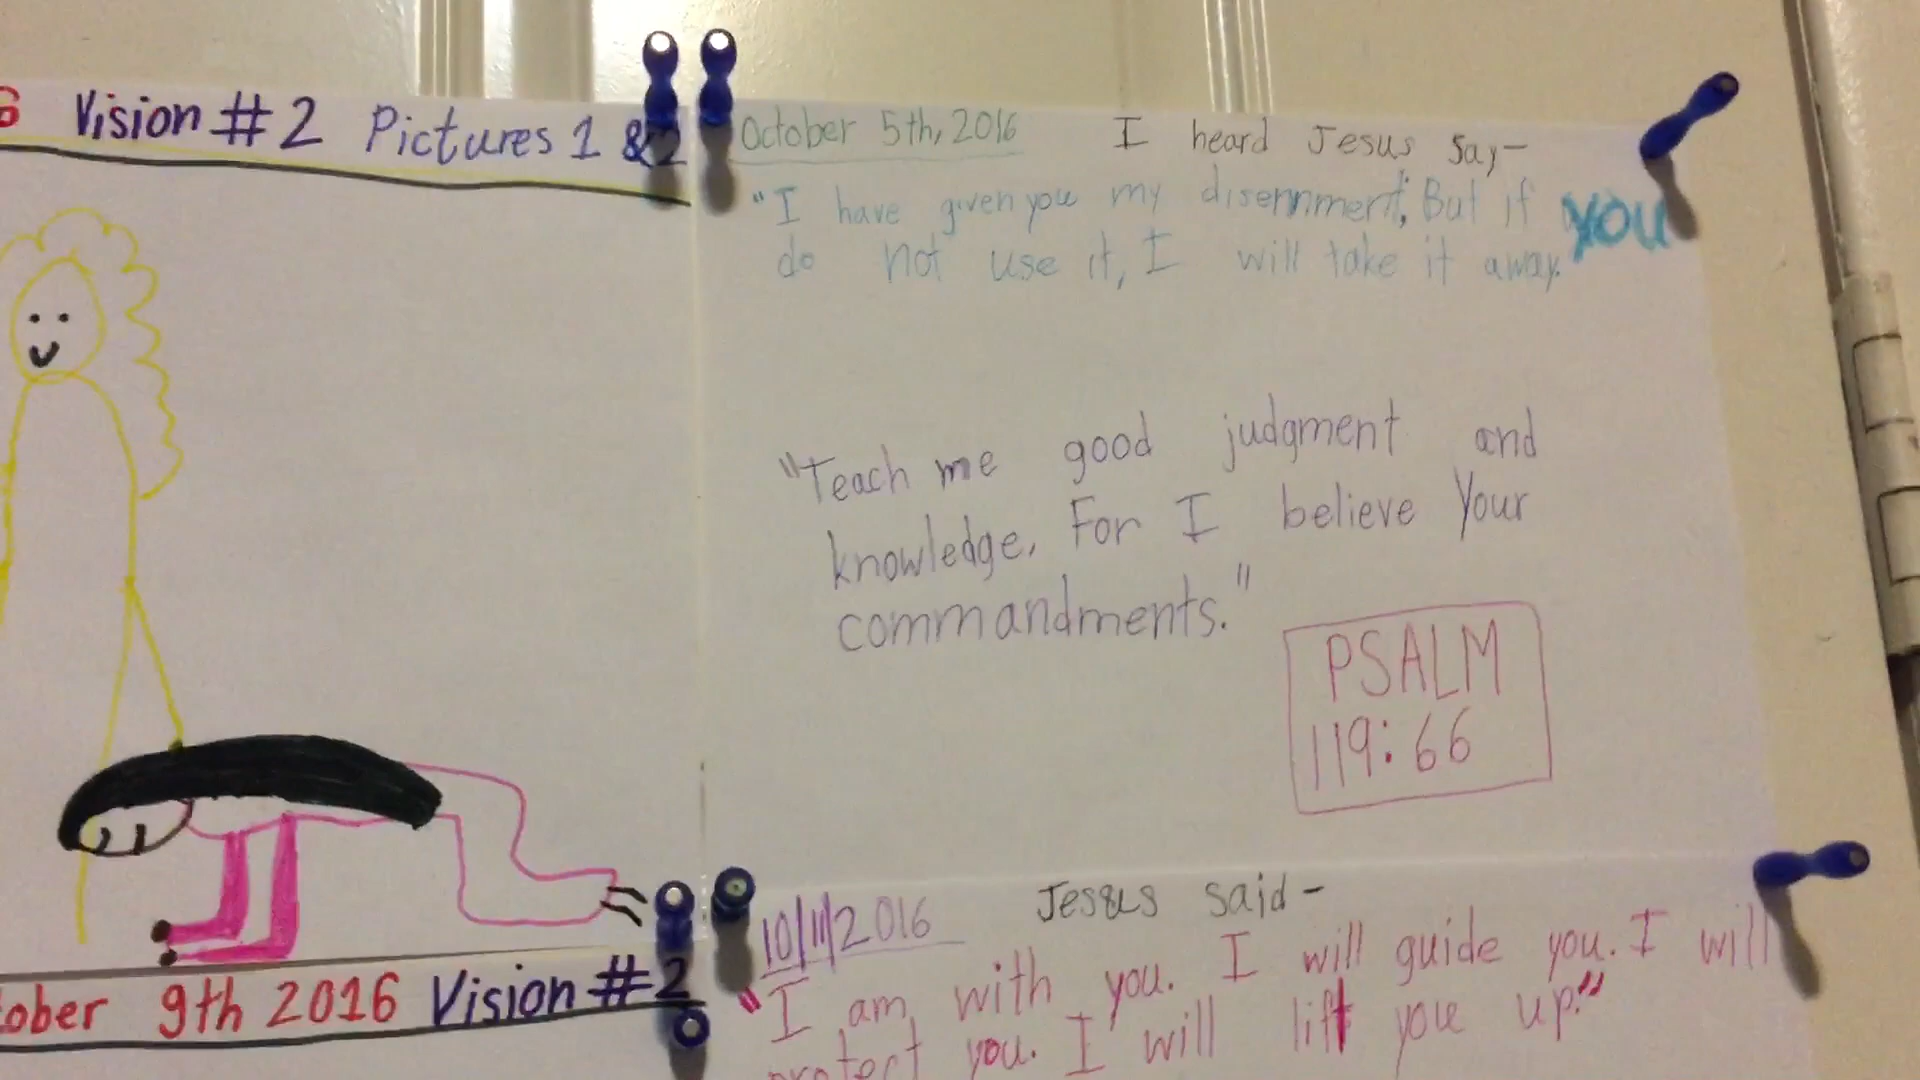 Vision #2 Pictures 1 & 2
October 5th, 2016 I heard Jesus Say-
"I have given you my disernment, But if you
do not use it, I will take it away.
"Teach me good judgment and
knowledge, For I believe Your
commandments."
PSALM
119:66
October 9th 2016 Vision #2
10/11/2016 Jesus said -
"I am with you. I will guide you. I will
protect you. I will lift you up."